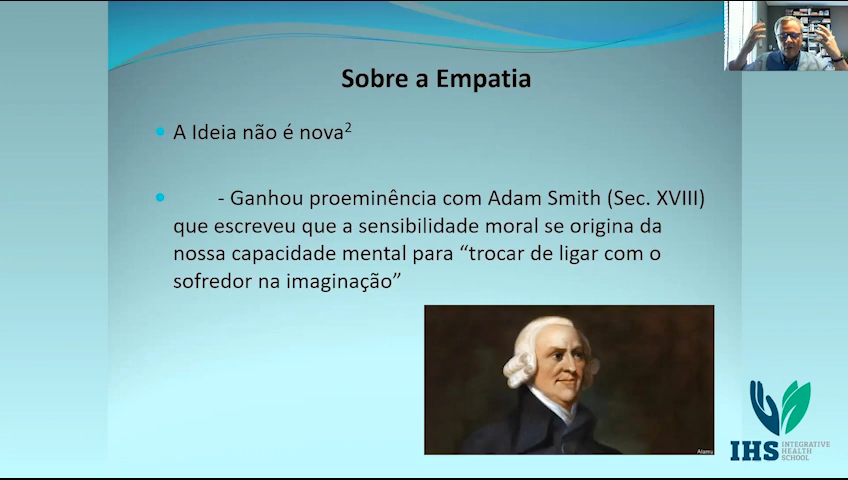 Sobre a Empatia
A Ideia não é nova²
- Ganhou proeminência com Adam Smith (Sec. XVIII)
que escreveu que a sensibilidade moral se origina da
nossa capacidade mental para “trocar de ligar com o
sofredor na imaginação”
Alamy
IHS INTEGRATIVE
HEALTH
SCHOOL